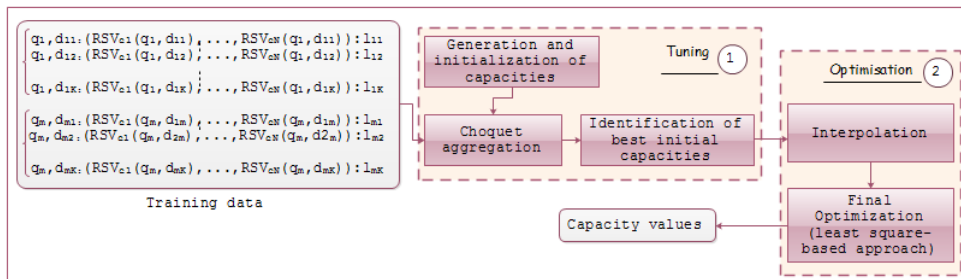 q1,d11:(RSVc1(q1,d11),...,RSVcN(q1,d11)):l11
q1,d12:(RSVc1(q1,d12),...,RSVcN(q1,d12)):l12
q1,d1K:(RSVc1(q1,d1K),...,RSVcN(q1,d1K)):l1K
qm,dm1:(RSVc1(qm,d1m),...,RSVcN(qm,d1m)):lm1
qm,dm2:(RSVc1(qm,d2m),...,RSVcN(qm,d2m)):lm2
qm,dmK:(RSVc1(qm,dmK),...,RSVcN(qm,dmK)):lmK
Training data
Generation and
initialization of
capacities
Tuning 1
Choquet
aggregation
Identification of
best initial
capacities
Optimisation 2
Interpolation
Final
Optimization
(least square-
based approach)
Capacity values